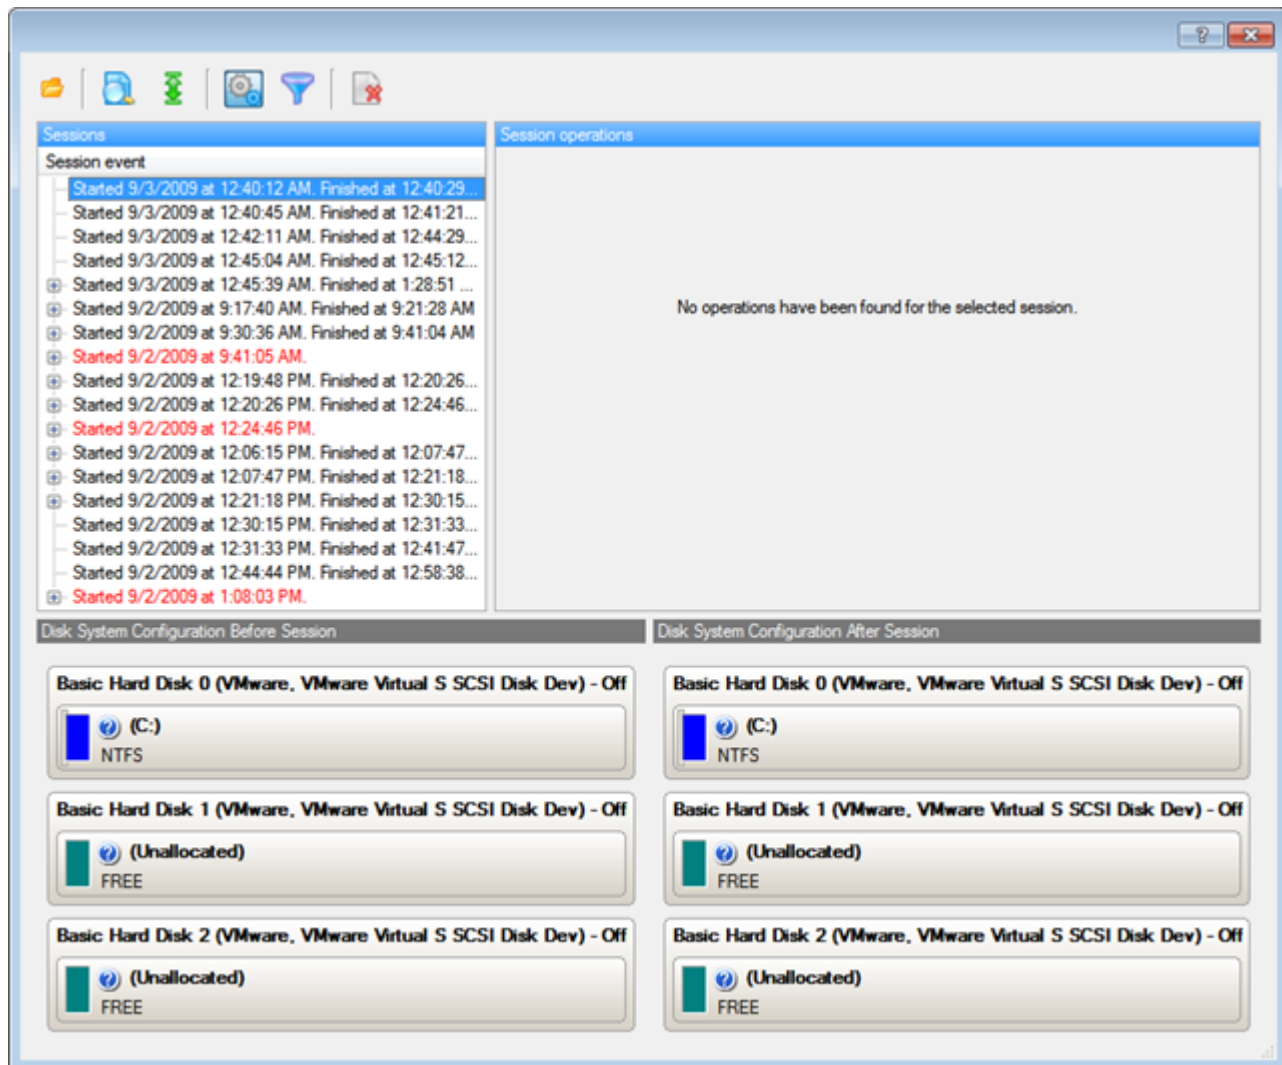 Sessions
Session operations
Session event
Started 9/3/2009 at 12:40:12 AM. Finished at 12:40:29...
Started 9/3/2009 at 12:40:45 AM. Finished at 12:41:21...
Started 9/3/2009 at 12:42:11 AM. Finished at 12:44:29...
Started 9/3/2009 at 12:45:04 AM. Finished at 12:45:12...
Started 9/3/2009 at 12:45:39 AM. Finished at 1:28:51 ...
Started 9/2/2009 at 9:17:40 AM. Finished at 9:21:28 AM
Started 9/2/2009 at 9:30:36 AM. Finished at 9:41:04 AM
Started 9/2/2009 at 9:41:05 AM.
Started 9/2/2009 at 12:19:48 PM. Finished at 12:20:26...
Started 9/2/2009 at 12:20:26 PM. Finished at 12:24:46...
Started 9/2/2009 at 12:24:46 PM.
Started 9/2/2009 at 12:06:15 PM. Finished at 12:07:47...
Started 9/2/2009 at 12:07:47 PM. Finished at 12:21:18...
Started 9/2/2009 at 12:21:18 PM. Finished at 12:30:15...
Started 9/2/2009 at 12:30:15 PM. Finished at 12:31:33...
Started 9/2/2009 at 12:31:33 PM. Finished at 12:41:47...
Started 9/2/2009 at 12:44:44 PM. Finished at 12:58:38...
Started 9/2/2009 at 1:08:03 PM.
No operations have been found for the selected session.
Disk System Configuration Before Session
Basic Hard Disk 0 (VMware, VMware Virtual S SCSI Disk Dev) - Off
(C:)
NTFS
Basic Hard Disk 1 (VMware, VMware Virtual S SCSI Disk Dev) - Off
(Unallocated)
FREE
Basic Hard Disk 2 (VMware, VMware Virtual S SCSI Disk Dev) - Off
(Unallocated)
FREE
Disk System Configuration After Session
Basic Hard Disk 0 (VMware, VMware Virtual S SCSI Disk Dev) - Off
(C:)
NTFS
Basic Hard Disk 1 (VMware, VMware Virtual S SCSI Disk Dev) - Off
(Unallocated)
FREE
Basic Hard Disk 2 (VMware, VMware Virtual S SCSI Disk Dev) - Off
(Unallocated)
FREE